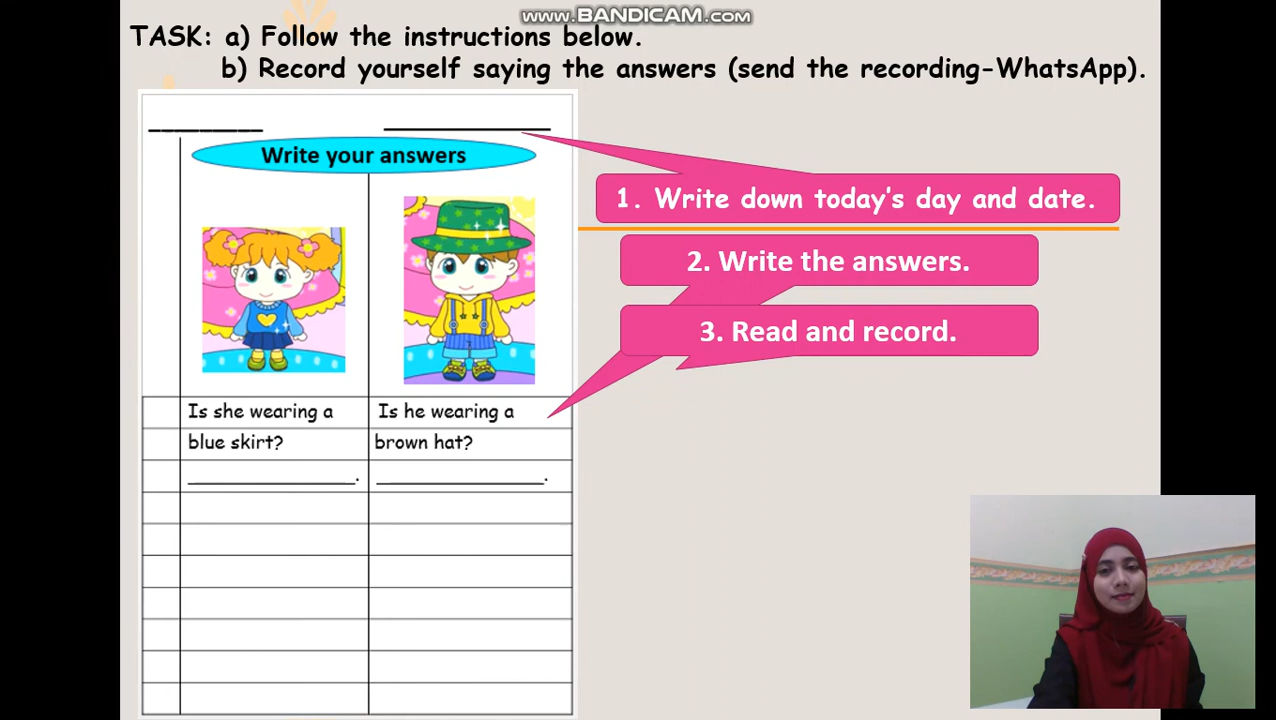 www.BANDICAM.com
TASK: a) Follow the instructions below.
b) Record yourself saying the answers (send the recording-WhatsApp).
Write your answers
1. Write down today's day and date.
2. Write the answers.
3. Read and record.
Is she wearing a
blue skirt?
____________.
Is he wearing a
brown hat?
____________.